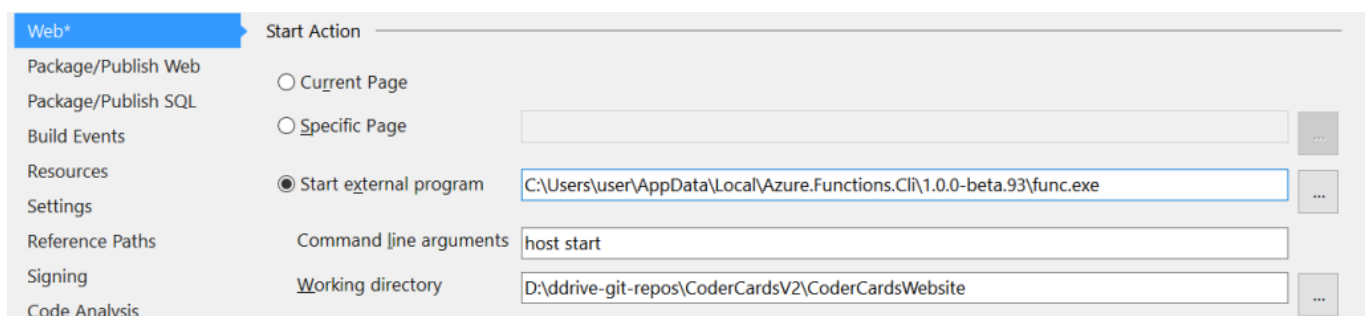 Web*
Package/Publish Web
Package/Publish SQL
Build Events
Resources
Settings
Reference Paths
Signing
Code Analysis
Start Action
Current Page
Specific Page
...
Start external program
C:\Users\user\AppData\Local\Azure.Functions.Cli\1.0.0-beta.93\func.exe
...
Command line arguments
host start
Working directory
D:\ddrive-git-repos\CoderCardsV2\CoderCardsWebsite
...